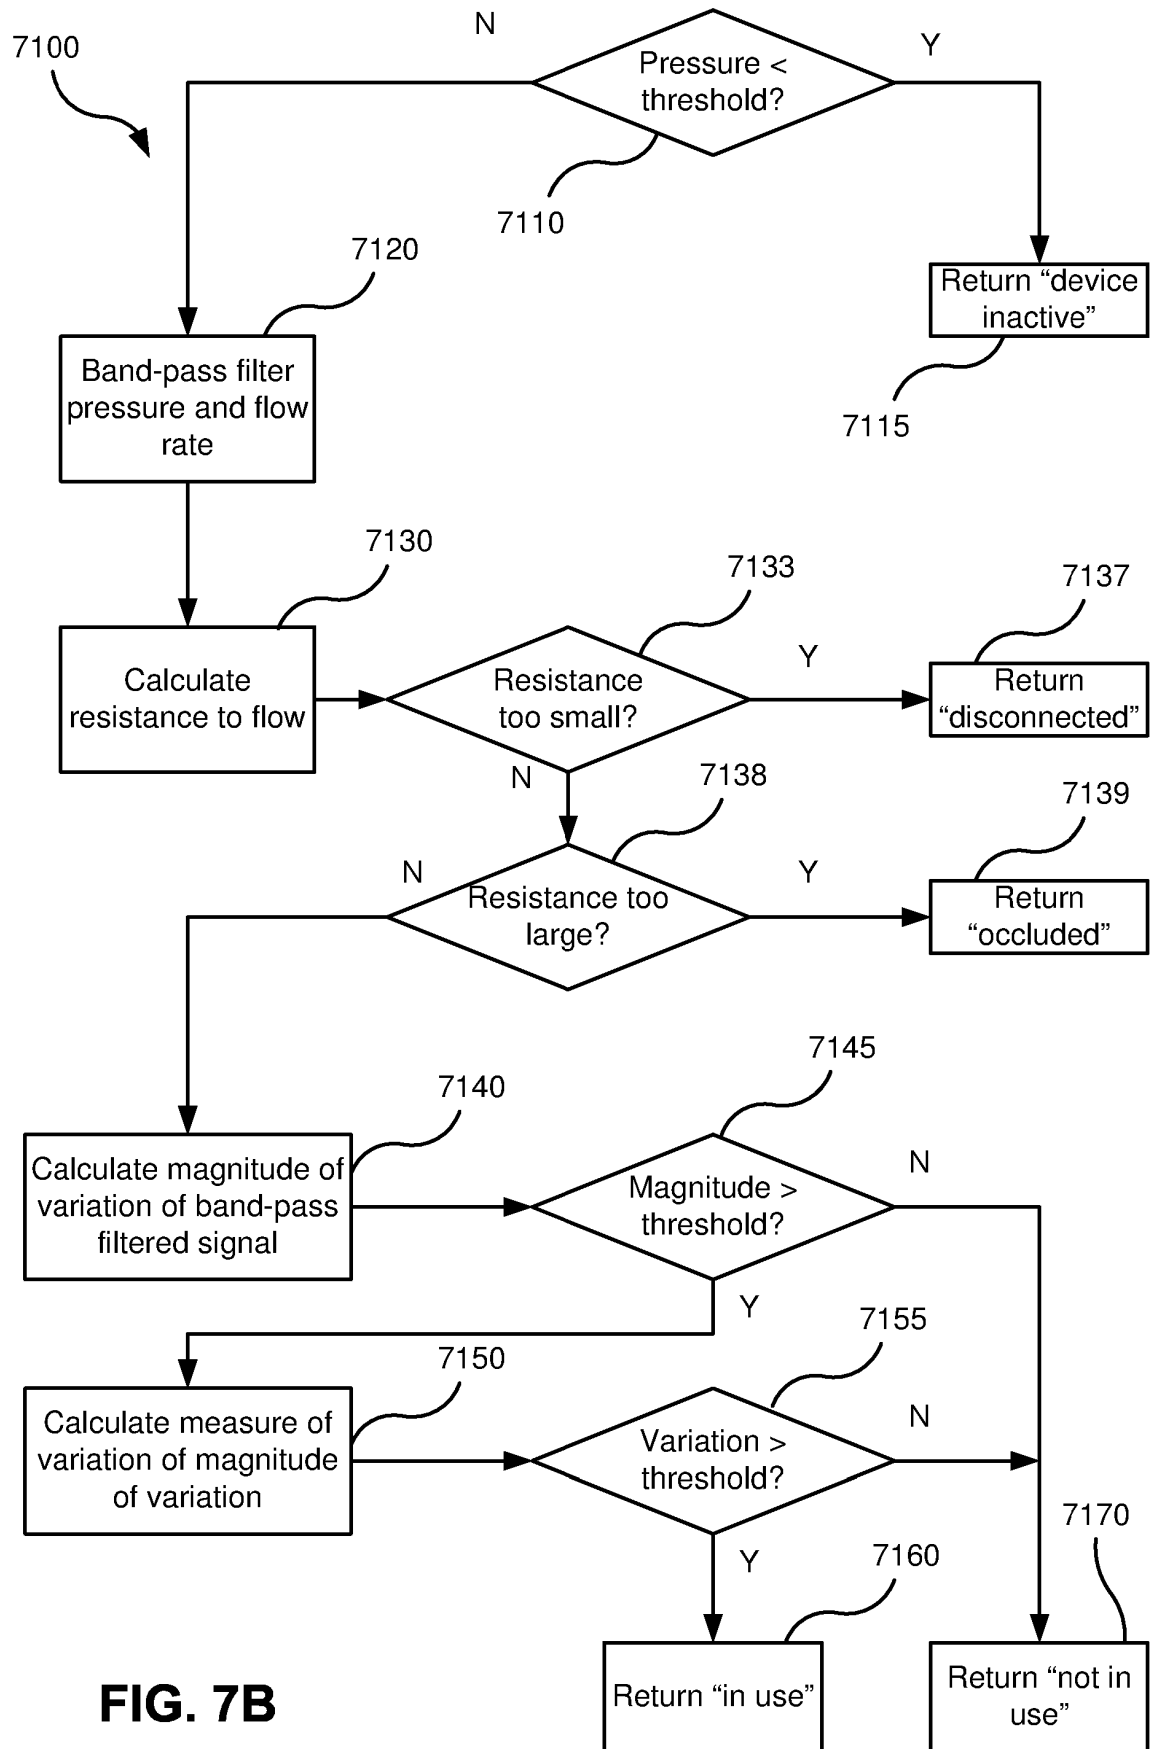 N
Y
7100
Pressure <
threshold?
7110
7120
Return “device
inactive”
7115
Band-pass filter
pressure and flow
rate
7130
7133
7137
Calculate
resistance to flow
Resistance
too small?
Y
Return
“disconnected”
N
7138
7139
N
Resistance too
large?
Y
Return
“occluded”
7145
7140
Calculate magnitude of
variation of band-pass
filtered signal
Magnitude >
threshold?
N
Y
7155
7150
Calculate measure of
variation of magnitude
of variation
Variation >
threshold?
N
7170
Y
7160
Return “in use”
Return “not in
use”
FIG. 7B